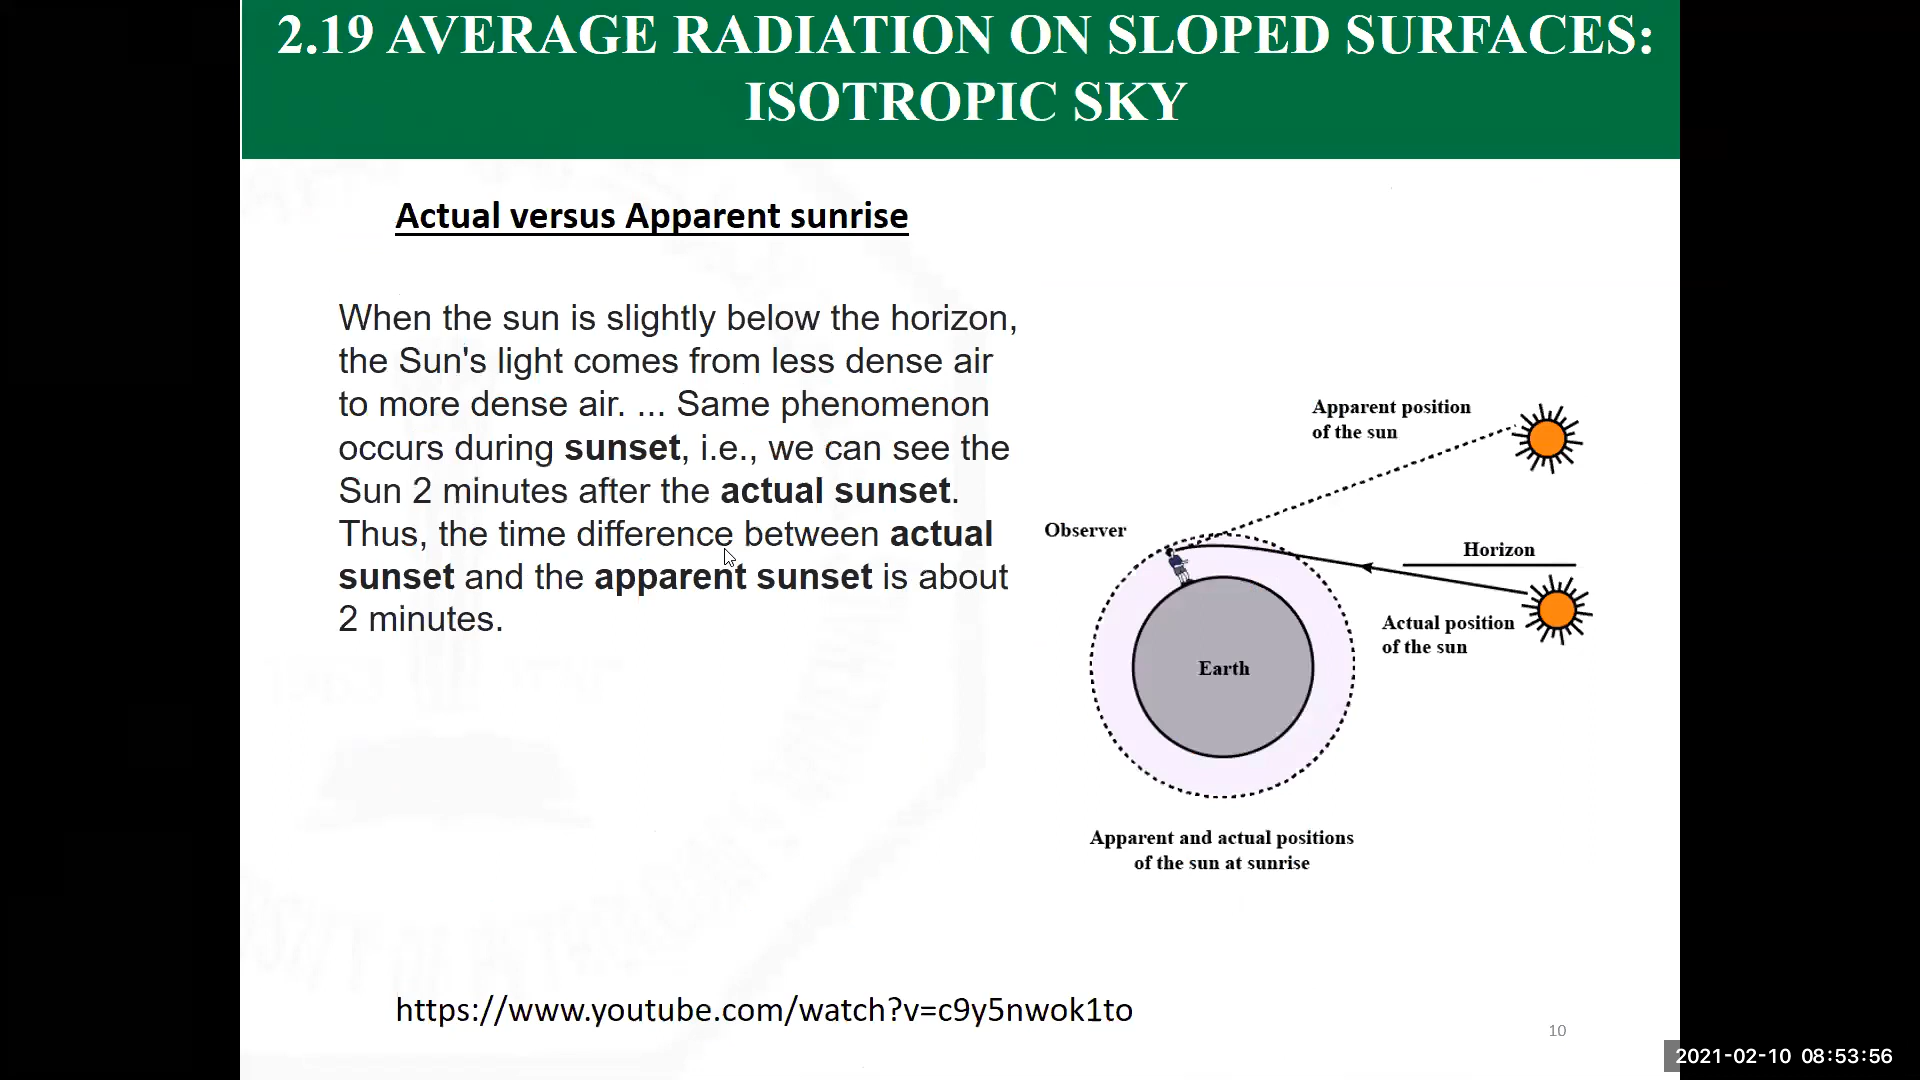 2.19 AVERAGE RADIATION ON SLOPED SURFACES:
ISOTROPIC SKY
Actual versus Apparent sunrise
When the sun is slightly below the horizon,
the Sun's light comes from less dense air
to more dense air. ... Same phenomenon
occurs during sunset, i.e., we can see the
Sun 2 minutes after the actual sunset.
Thus, the time difference between actual
sunset and the apparent sunset is about
2 minutes.
Apparent position
of the sun
Observer
Horizon
Actual position
of the sun
Earth
Apparent and actual positions
of the sun at sunrise
https://www.youtube.com/watch?v=c9y5nwok1to
10
2021-02-10 08:53:56